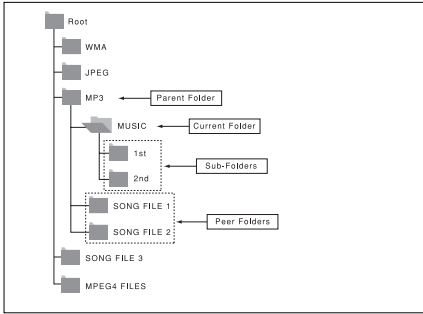 Root
WMA
JPEG
MP3
Parent Folder
MUSIC
Current Folder
1st
Sub-Folders
2nd
SONG FILE 1
Peer Folders
SONG FILE 2
SONG FILE 3
MPEG4 FILES